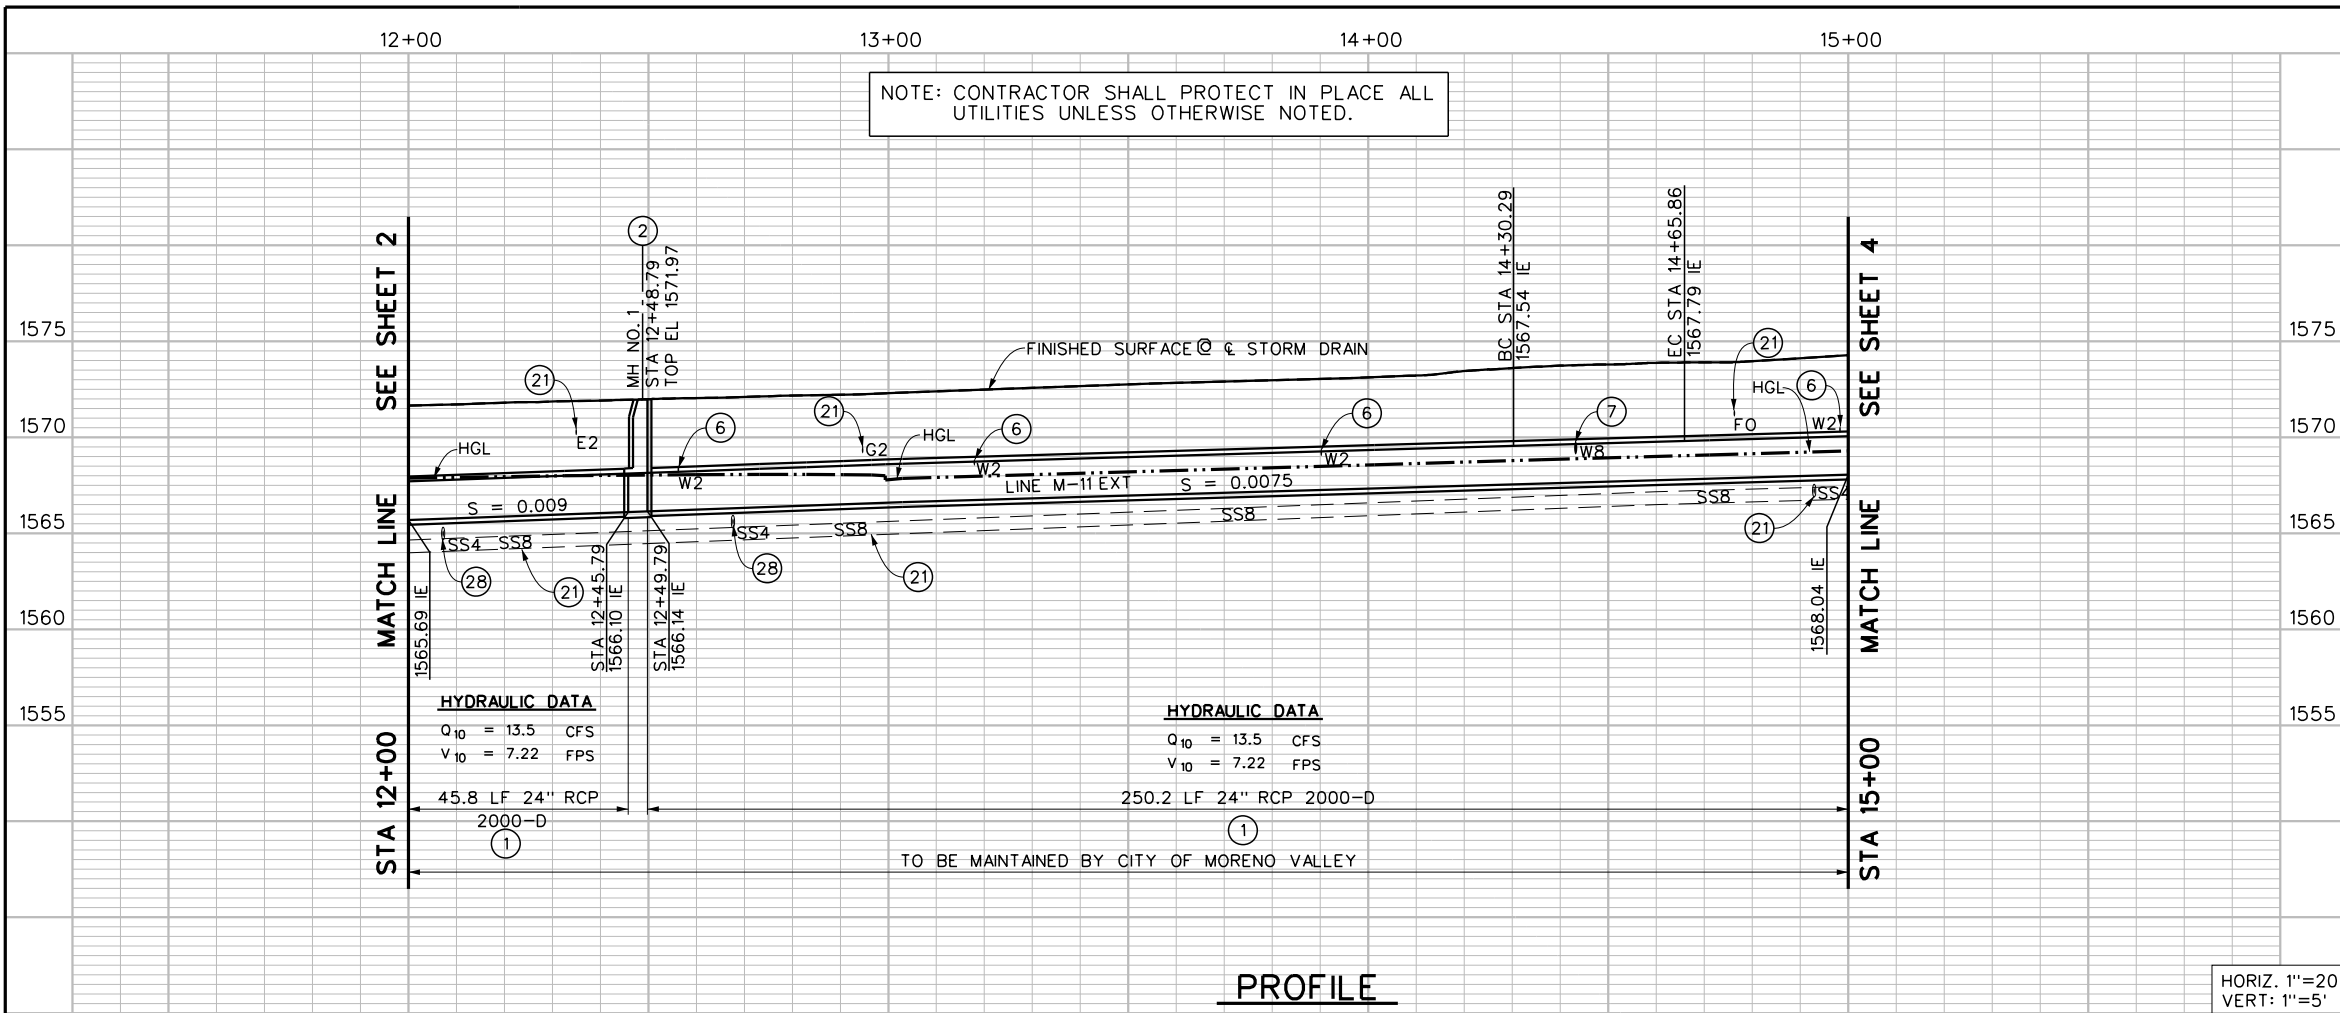 12+00 13+00 14+00 15+00
NOTE: CONTRACTOR SHALL PROTECT IN PLACE ALL
UTILITIES UNLESS OTHERWISE NOTED.
STA 12+00 MATCH LINE SEE SHEET 2
STA 15+00 MATCH LINE SEE SHEET 4
1575
1570
1565
1560
1555
1575
1570
1565
1560
1555
2
MH NO. 1
STA 12+48.79
TOP EL 1571.97
BC STA 14+30.29
1567.54 IE
EC STA 14+65.86
1567.79 IE
FINISHED SURFACE @ ℄ STORM DRAIN
21
E2
HGL
6
W2
21
G2
HGL
6
W2
6
W2
7
W8
21
FO
HGL
6
W2
S = 0.009
LINE M-11 EXT S = 0.0075
SS4 SS8
28
21
SS4 SS8
28
21
SS8
SS8
SS
21
1565.69 IE
STA 12+45.79
1566.10 IE
STA 12+49.79
1566.14 IE
1568.04 IE
HYDRAULIC DATA
Q10 = 13.5 CFS
V10 = 7.22 FPS
HYDRAULIC DATA
Q10 = 13.5 CFS
V10 = 7.22 FPS
45.8 LF 24" RCP
2000-D
1
250.2 LF 24" RCP 2000-D
1
TO BE MAINTAINED BY CITY OF MORENO VALLEY
PROFILE
HORIZ. 1"=20
VERT: 1"=5'